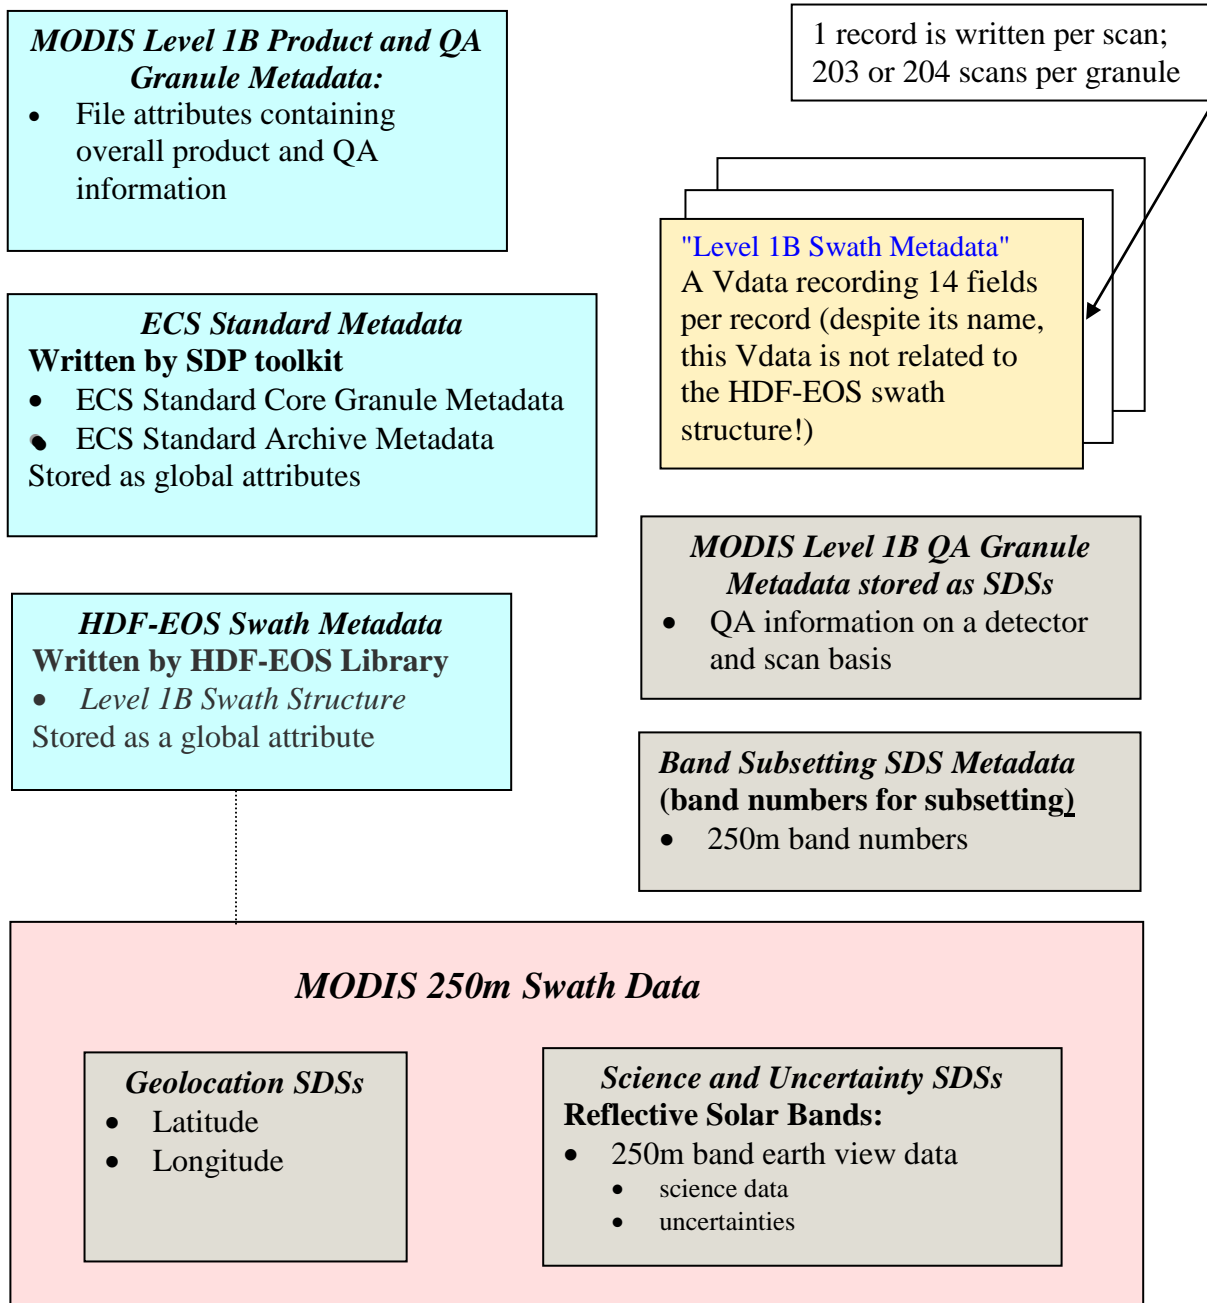 MODIS Level 1B Product and QA
Granule Metadata:
• File attributes containing
overall product and QA
information
1 record is written per scan;
203 or 204 scans per granule
"Level 1B Swath Metadata"
A Vdata recording 14 fields
per record (despite its name,
this Vdata is not related to
the HDF-EOS swath
structure!)
ECS Standard Metadata
Written by SDP toolkit
• ECS Standard Core Granule Metadata
• ECS Standard Archive Metadata
Stored as global attributes
MODIS Level 1B QA Granule
Metadata stored as SDSs
• QA information on a detector
and scan basis
HDF-EOS Swath Metadata
Written by HDF-EOS Library
• Level 1B Swath Structure
Stored as a global attribute
Band Subsetting SDS Metadata
(band numbers for subsetting)
• 250m band numbers
MODIS 250m Swath Data
Geolocation SDSs
• Latitude
• Longitude
Science and Uncertainty SDSs
Reflective Solar Bands:
• 250m band earth view data
• science data
• uncertainties